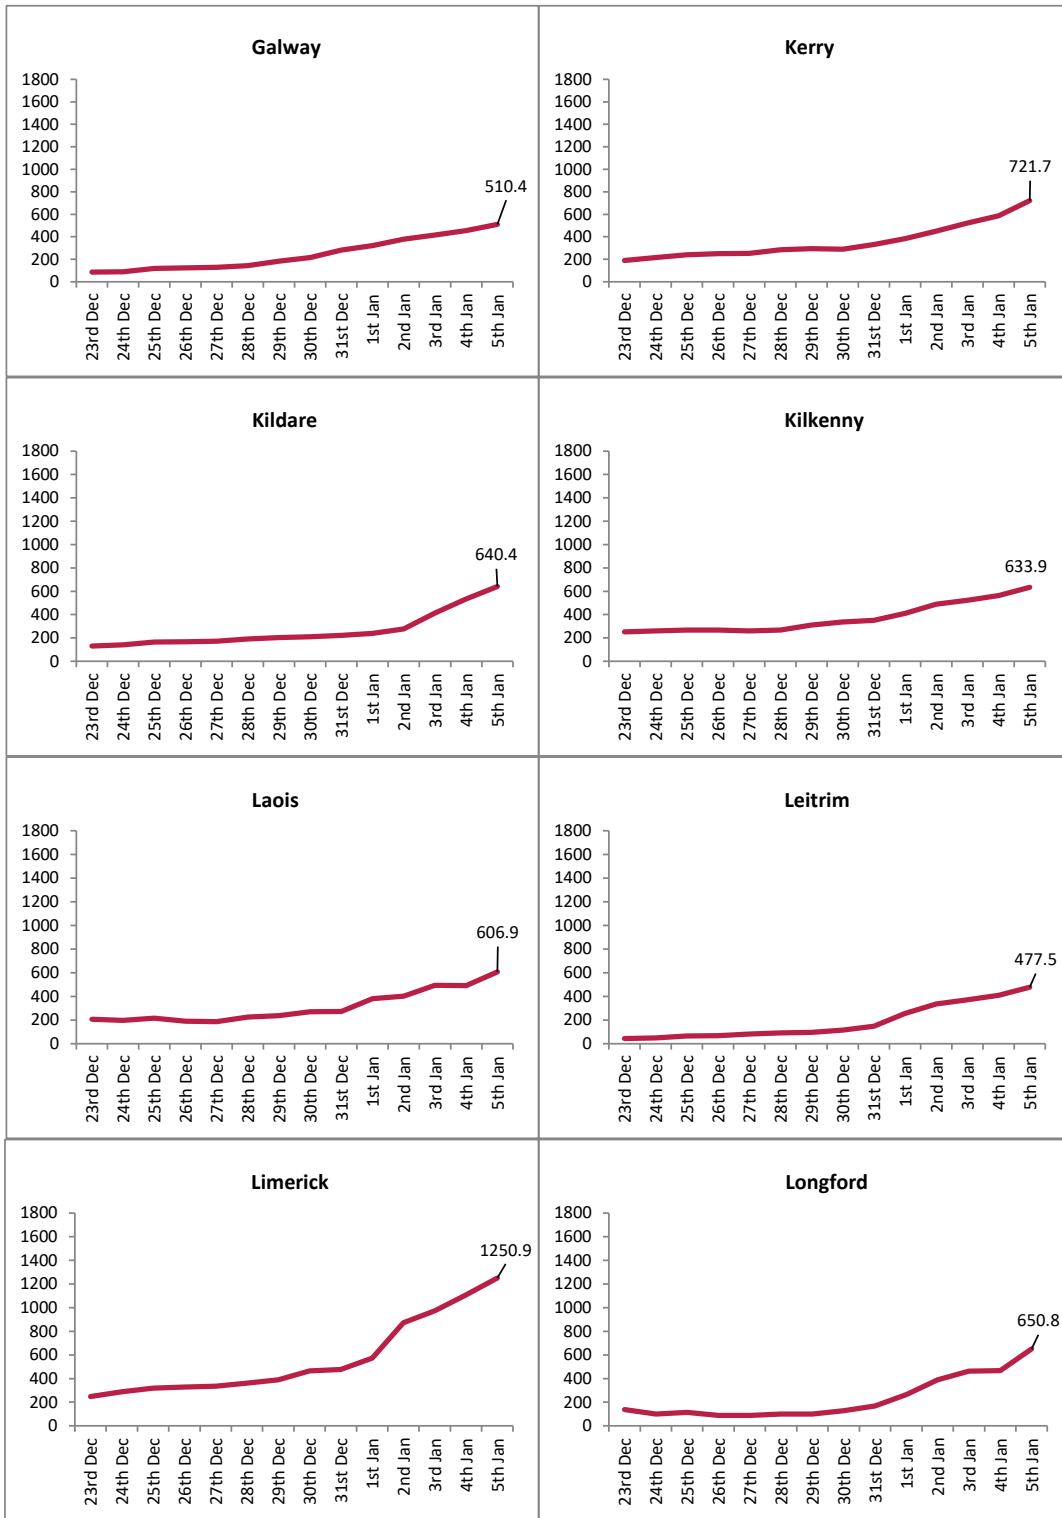 Galway
1800
1600
1400
1200
1000
800
600
400
200
0
510.4
23rd Dec
24th Dec
25th Dec
26th Dec
27th Dec
28th Dec
29th Dec
30th Dec
31st Dec
1st Jan
2nd Jan
3rd Jan
4th Jan
5th Jan
Kerry
1800
1600
1400
1200
1000
800
600
400
200
0
721.7
23rd Dec
24th Dec
25th Dec
26th Dec
27th Dec
28th Dec
29th Dec
30th Dec
31st Dec
1st Jan
2nd Jan
3rd Jan
4th Jan
5th Jan
Kildare
1800
1600
1400
1200
1000
800
600
400
200
0
640.4
23rd Dec
24th Dec
25th Dec
26th Dec
27th Dec
28th Dec
29th Dec
30th Dec
31st Dec
1st Jan
2nd Jan
3rd Jan
4th Jan
5th Jan
Kilkenny
1800
1600
1400
1200
1000
800
600
400
200
0
633.9
23rd Dec
24th Dec
25th Dec
26th Dec
27th Dec
28th Dec
29th Dec
30th Dec
31st Dec
1st Jan
2nd Jan
3rd Jan
4th Jan
5th Jan
Laois
1800
1600
1400
1200
1000
800
600
400
200
0
606.9
23rd Dec
24th Dec
25th Dec
26th Dec
27th Dec
28th Dec
29th Dec
30th Dec
31st Dec
1st Jan
2nd Jan
3rd Jan
4th Jan
5th Jan
Leitrim
1800
1600
1400
1200
1000
800
600
400
200
0
477.5
23rd Dec
24th Dec
25th Dec
26th Dec
27th Dec
28th Dec
29th Dec
30th Dec
31st Dec
1st Jan
2nd Jan
3rd Jan
4th Jan
5th Jan
Limerick
1800
1600
1400
1200
1000
800
600
400
200
0
1250.9
23rd Dec
24th Dec
25th Dec
26th Dec
27th Dec
28th Dec
29th Dec
30th Dec
31st Dec
1st Jan
2nd Jan
3rd Jan
4th Jan
5th Jan
Longford
1800
1600
1400
1200
1000
800
600
400
200
0
650.8
23rd Dec
24th Dec
25th Dec
26th Dec
27th Dec
28th Dec
29th Dec
30th Dec
31st Dec
1st Jan
2nd Jan
3rd Jan
4th Jan
5th Jan